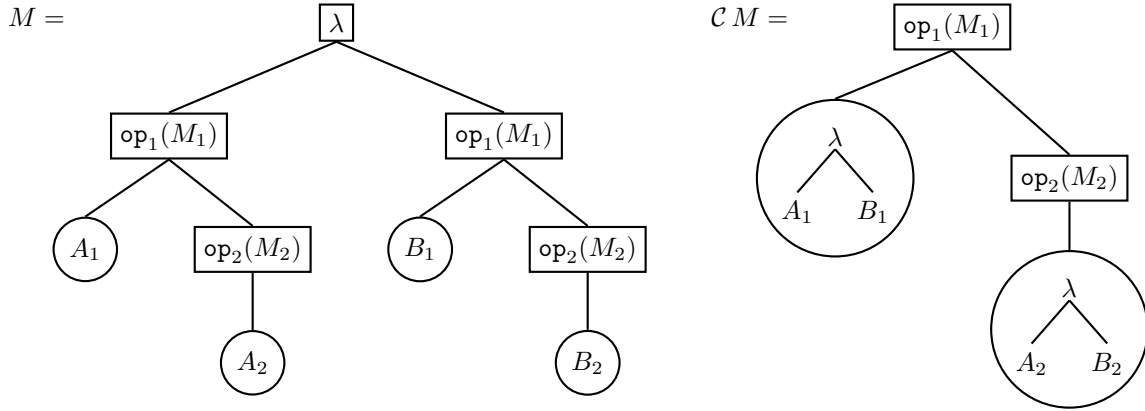 M = λ 𝒞 M = op₁(M₁)
op₁(M₁) op₁(M₁)
λ
A₁ B₁
op₂(M₂)
A₁ op₂(M₂) B₁ op₂(M₂)
λ
A₂ B₂
A₂ B₂